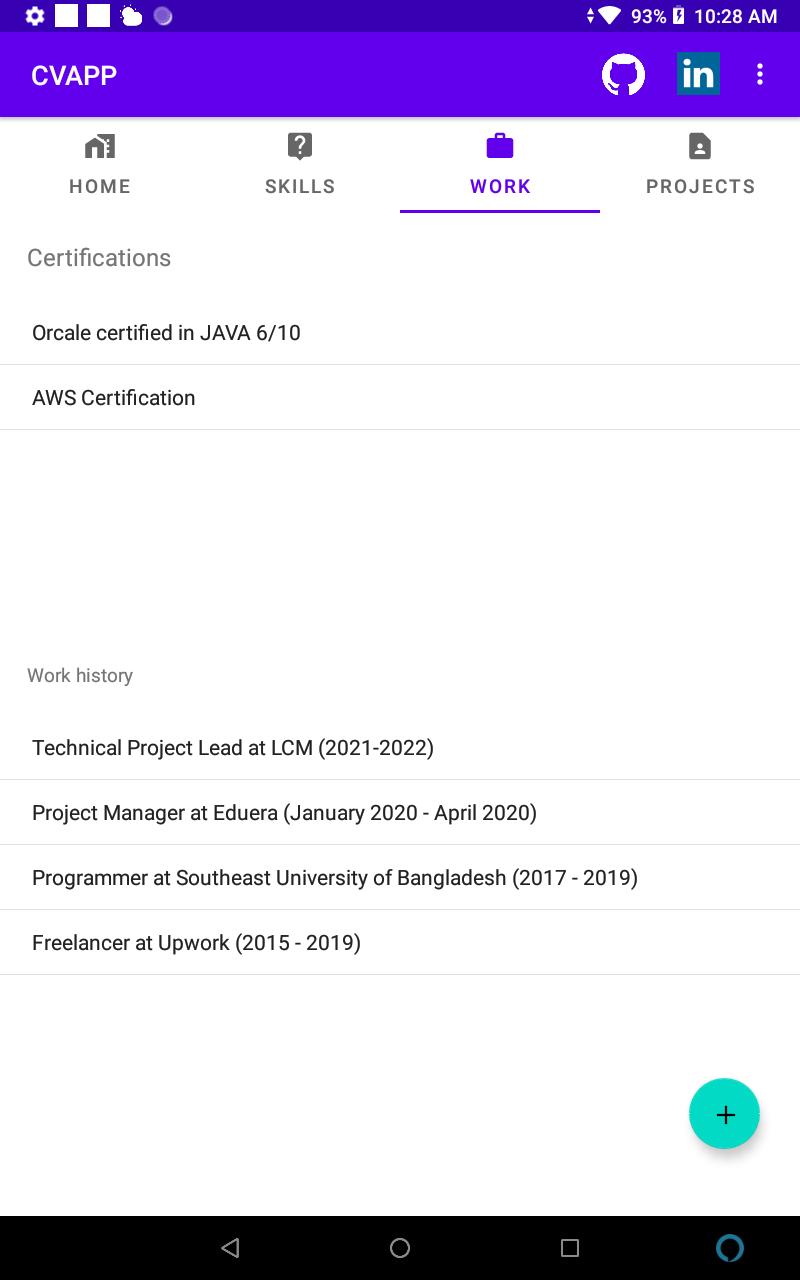 93% 10:28 AM
CVAPP
in
HOME SKILLS WORK PROJECTS
Certifications
Orcale certified in JAVA 6/10
AWS Certification
Work history
Technical Project Lead at LCM (2021-2022)
Project Manager at Eduera (January 2020 - April 2020)
Programmer at Southeast University of Bangladesh (2017 - 2019)
Freelancer at Upwork (2015 - 2019)